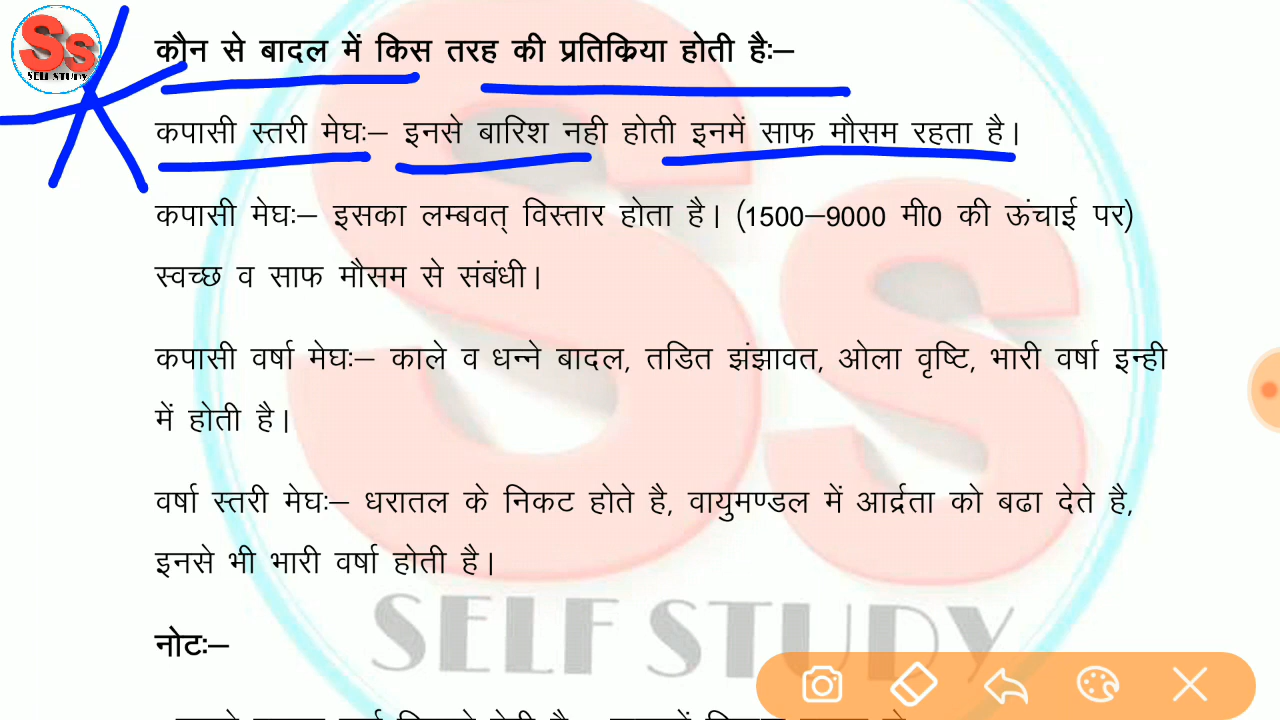 Ss
SELF STUDY
कौन से बादल में किस तरह की प्रतिक्रिया होती हैः–
कपासी स्तरी मेघः– इनसे बारिश नही होती इनमें साफ मौसम रहता है।
कपासी मेघः– इसका लम्बवत् विस्तार होता है। (1500–9000 मी0 की ऊंचाई पर)
स्वच्छ व साफ मौसम से संबंधी।
कपासी वर्षा मेघः– काले व धन्ने बादल, तडित झंझावत, ओला वृष्टि, भारी वर्षा इन्ही
में होती है।
वर्षा स्तरी मेघः– धरातल के निकट होते है, वायुमण्डल में आर्द्रता को बढा देते है,
इनसे भी भारी वर्षा होती है।
Ss
SELF STUDY
नोटः–